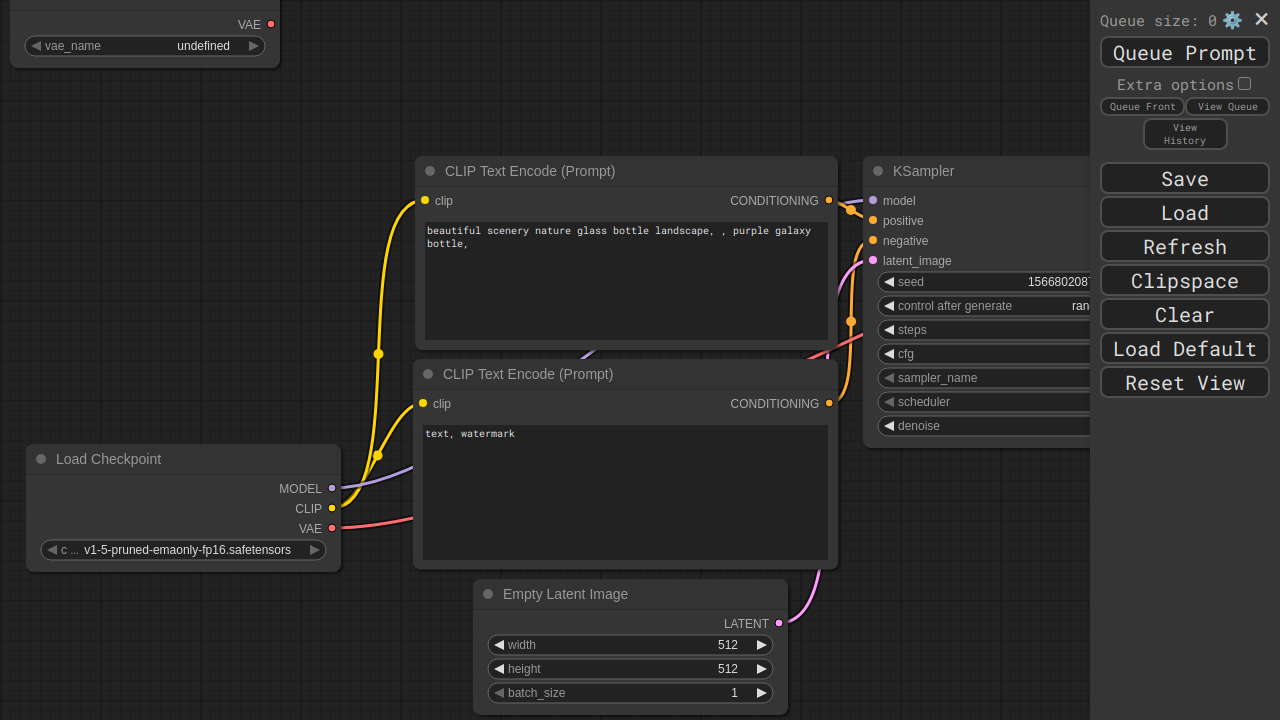 VAE
vae_name undefined
Queue size: 0
Queue Prompt
Extra options
Queue Front View Queue
View
History
Save
Load
Refresh
Clipspace
Clear
Load Default
Reset View
CLIP Text Encode (Prompt)
clip CONDITIONING
beautiful scenery nature glass bottle landscape, , purple galaxy
bottle,
KSampler
model
positive
negative
latent_image
seed 1566802087
control after generate ran
steps
cfg
sampler_name
scheduler
denoise
CLIP Text Encode (Prompt)
clip CONDITIONING
text, watermark
Load Checkpoint
MODEL
CLIP
VAE
c ... v1-5-pruned-emaonly-fp16.safetensors
Empty Latent Image
LATENT
width 512
height 512
batch_size 1